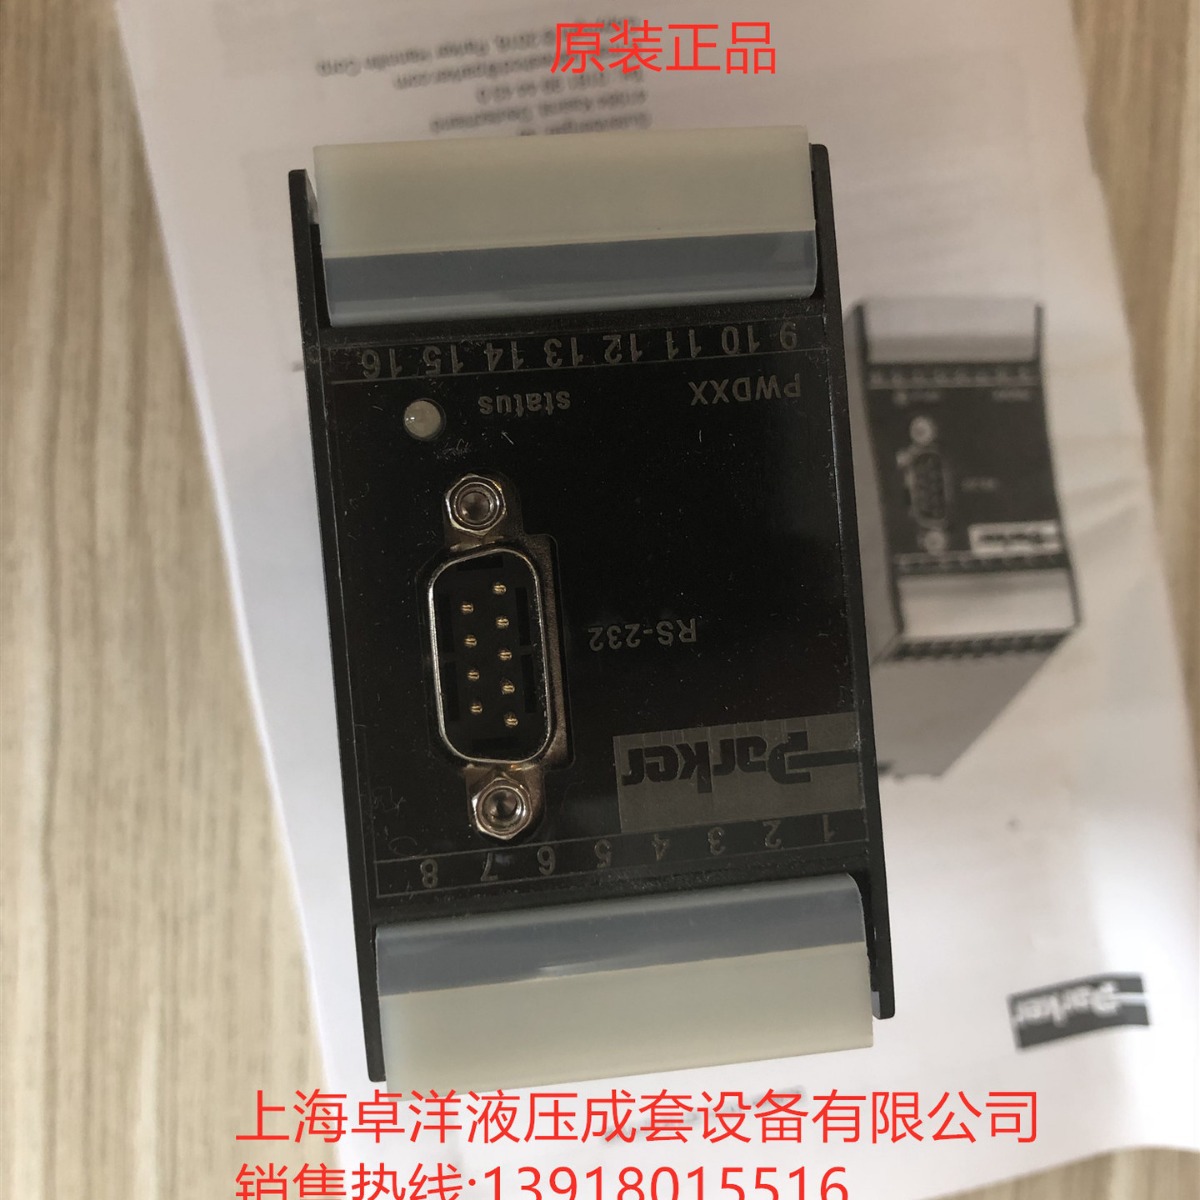 原装正品
9 10 11 12 13 14 15 16
PWDXX
status
RS-232
Parker
1 2 3 4 5 6 7 8
Parker
上海卓洋液压成套设备有限公司
销售热线:13918015516